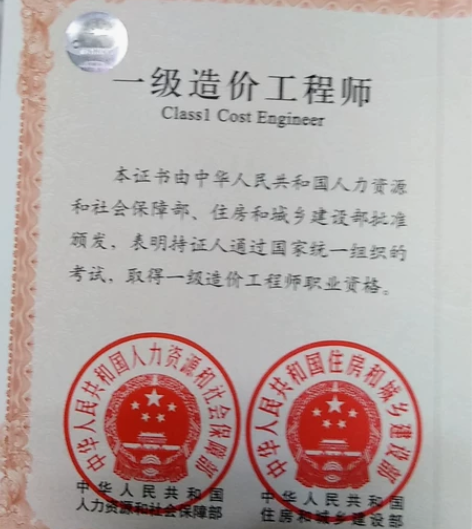 一级造价工程师
Class1 Cost Engineer
本证书由中华人民共和国人力资源
和社会保障部、住房和城乡建设部批准
颁发，表明持证人通过国家统一组织的
考试，取得一级造价工程师职业资格。
中华人民共和国人力资源和社会保障部
中华人民共和国住房和城乡建设部
中华人民共和国
人力资源和社会保障部
中华人民共和国
住房和城乡建设部